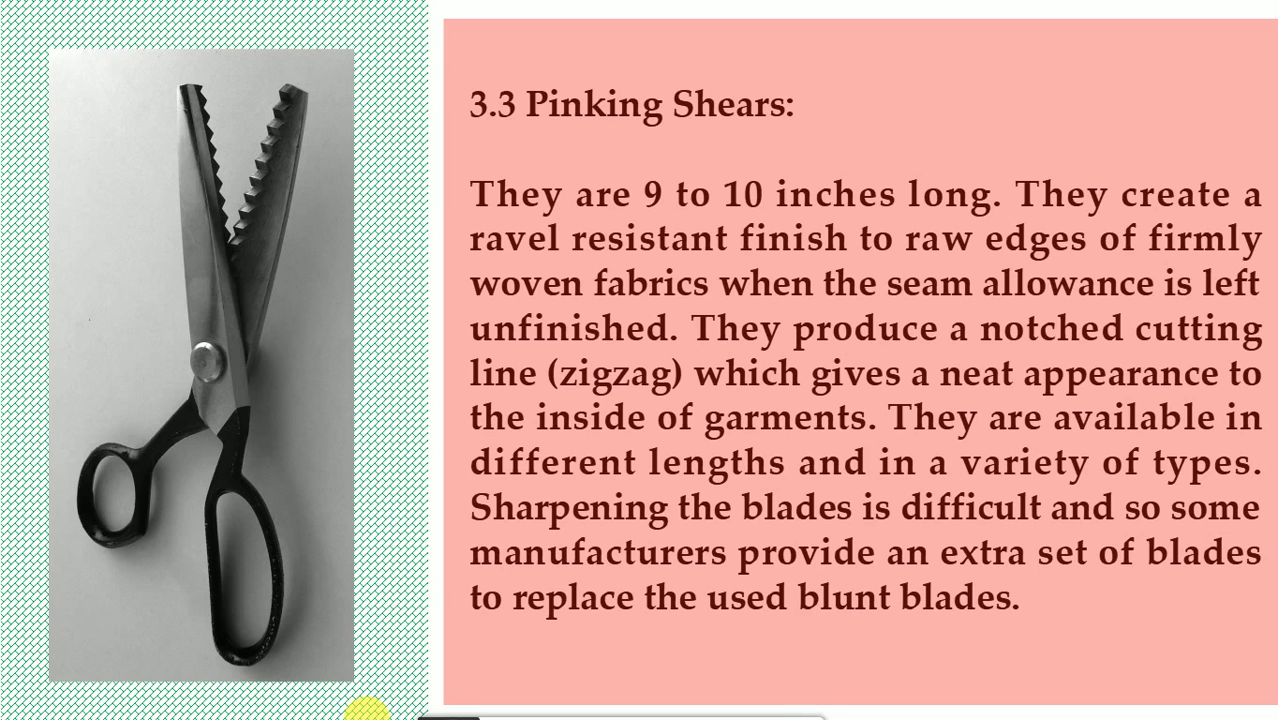 3.3 Pinking Shears:
They are 9 to 10 inches long. They create a
ravel resistant finish to raw edges of firmly
woven fabrics when the seam allowance is left
unfinished. They produce a notched cutting
line (zigzag) which gives a neat appearance to
the inside of garments. They are available in
different lengths and in a variety of types.
Sharpening the blades is difficult and so some
manufacturers provide an extra set of blades
to replace the used blunt blades.